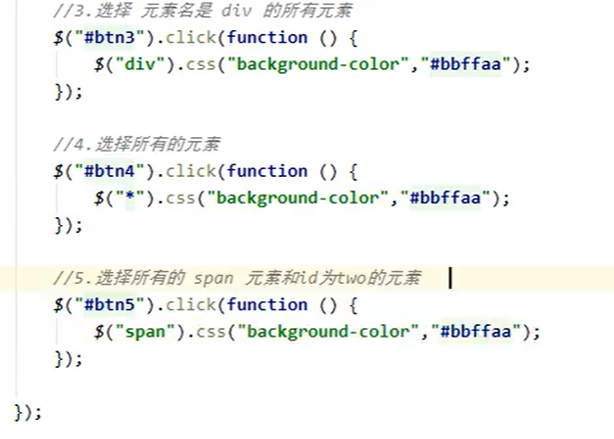 //3.选择 元素名是 div 的所有元素
$("#btn3").click(function () {
$("div").css("background-color","#bbffaa");
});
//4.选择所有的元素
$("#btn4").click(function () {
$("*").css("background-color","#bbffaa");
});
//5.选择所有的 span 元素和id为two的元素
$("#btn5").click(function () {
$("span").css("background-color","#bbffaa");
});
});